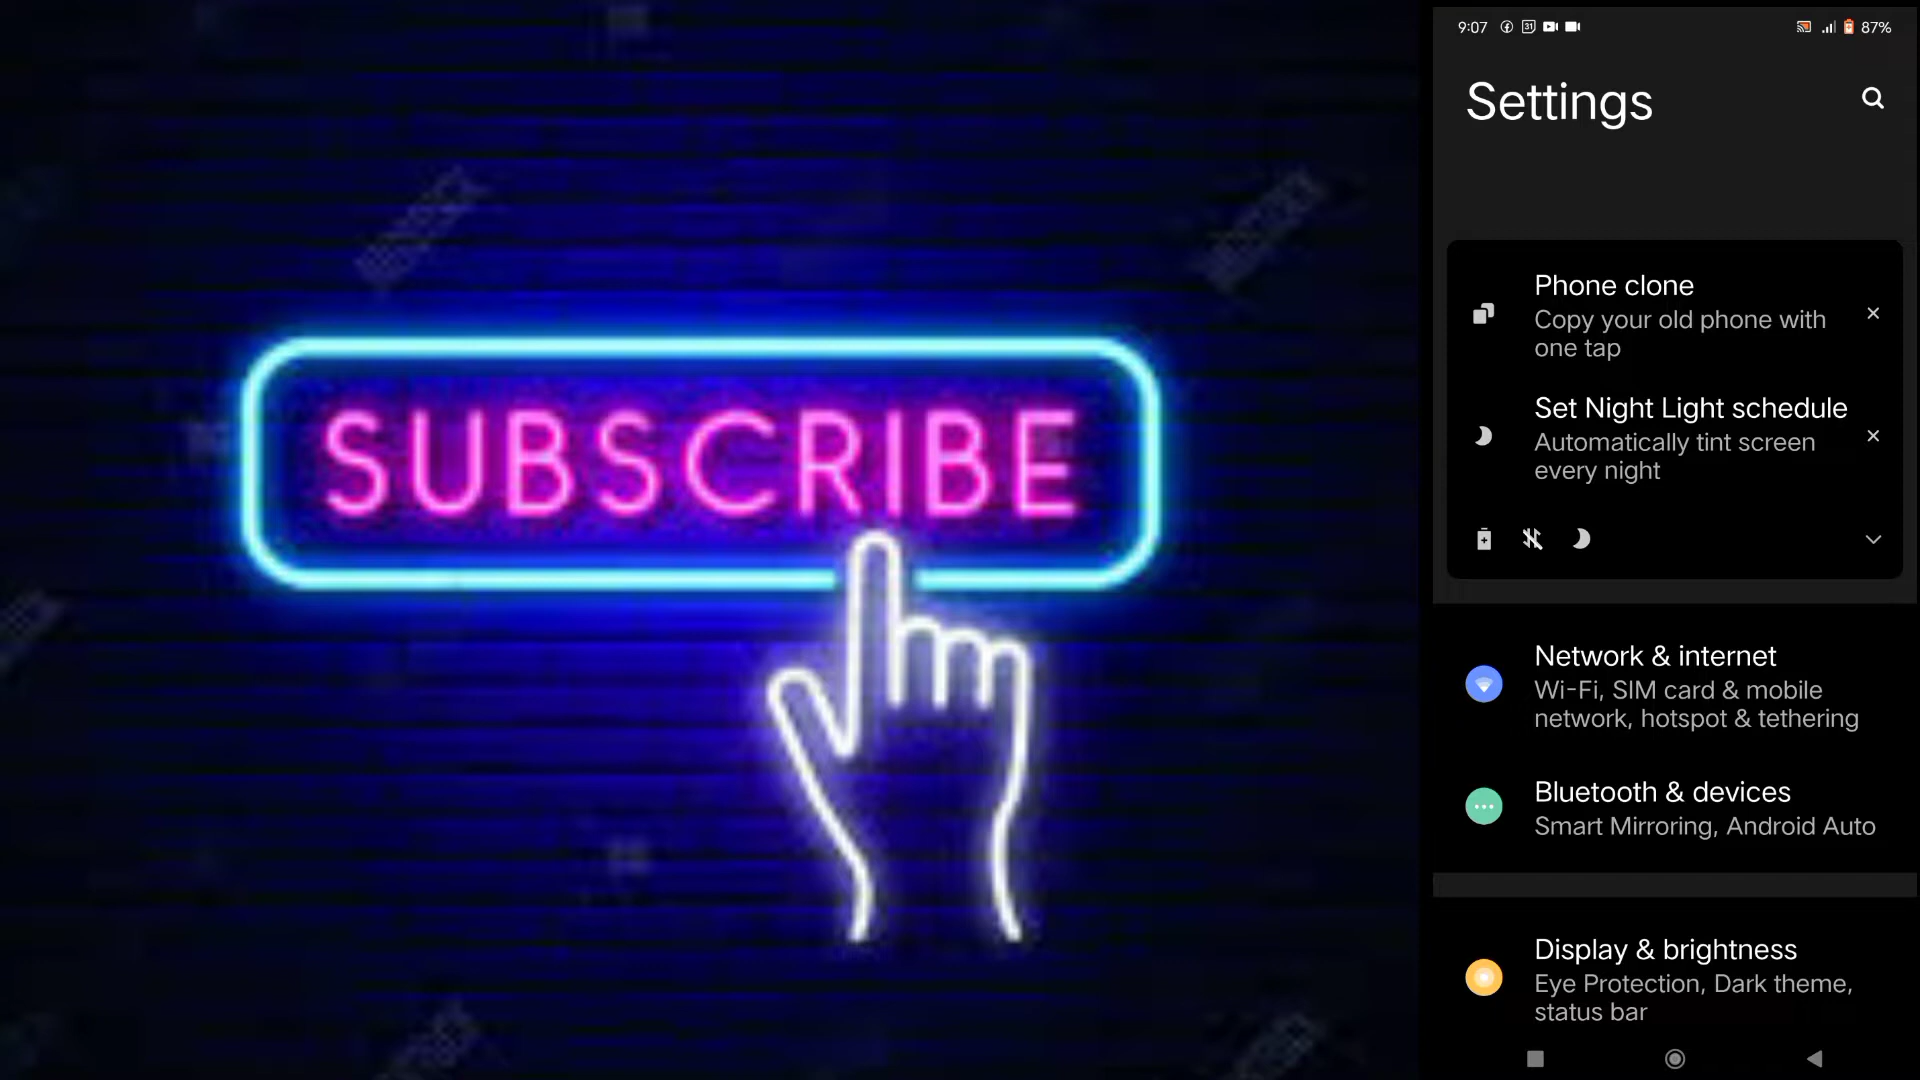 SUBSCRIBE
9:07
31
87%
Settings
Phone clone
Copy your old phone with
one tap
Set Night Light schedule
Automatically tint screen
every night
Network & internet
Wi-Fi, SIM card & mobile
network, hotspot & tethering
Bluetooth & devices
Smart Mirroring, Android Auto
Display & brightness
Eye Protection, Dark theme,
status bar